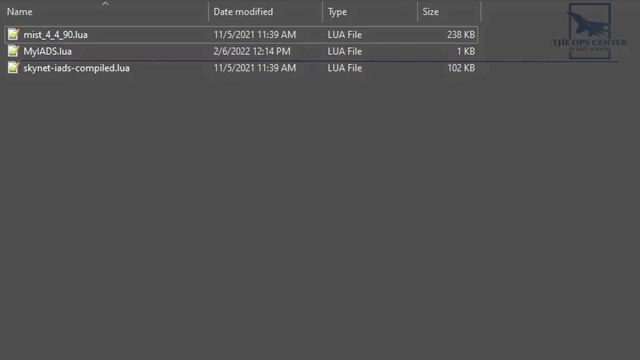 Name Date modified Type Size
mist_4_4_90.lua 11/5/2021 11:39 AM LUA File 238 KB
MyIADS.lua 2/6/2022 12:14 PM LUA File 1 KB
skynet-iads-compiled.lua 11/5/2021 11:39 AM LUA File 102 KB
THE OPS CENTER